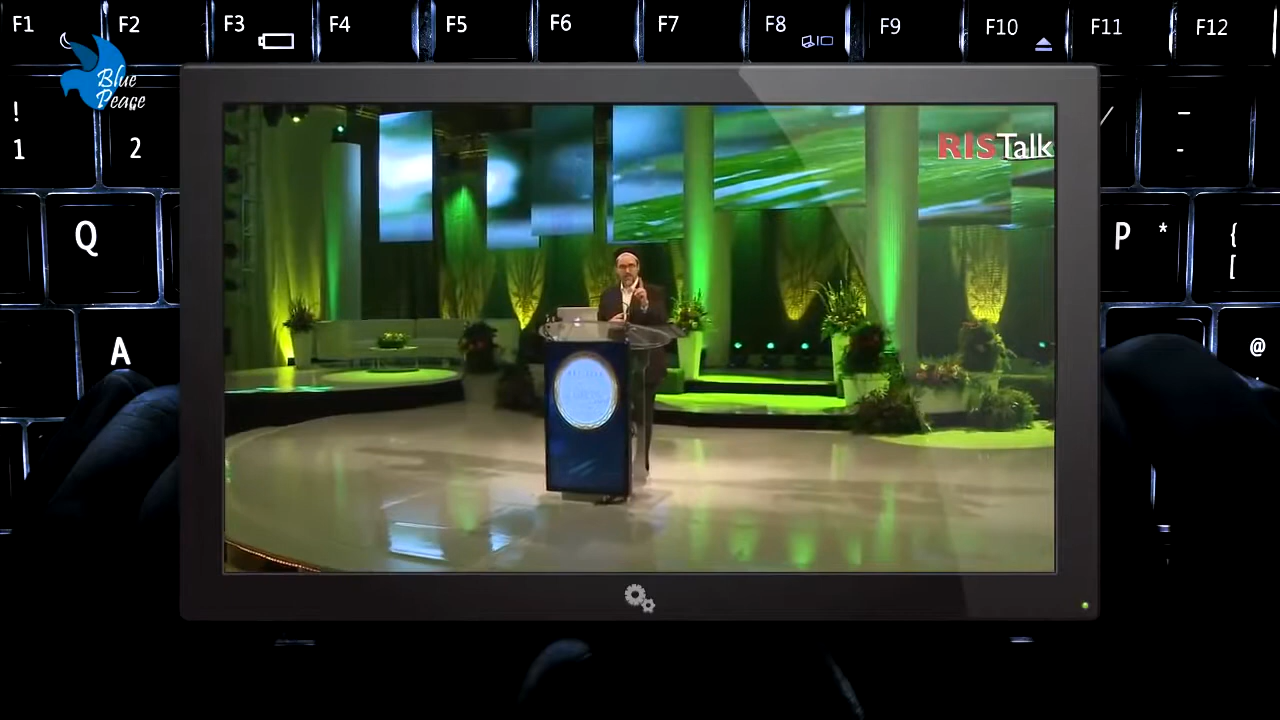 F1
F2
F3
F4
F5
F6
F7
F8
F9
F10
F11
F12
Blue
Peace
!
1
2
/
-
-
RISTalk
Q
P
*
{
[
A
@